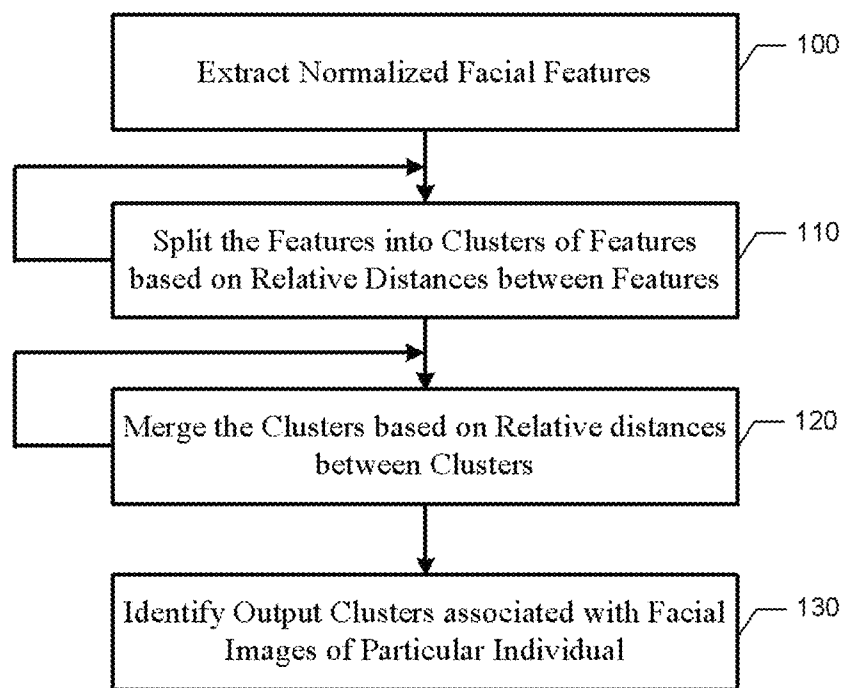 Extract Normalized Facial Features
100
Split the Features into Clusters of Features
based on Relative Distances between Features
110
Merge the Clusters based on Relative distances
between Clusters
120
Identify Output Clusters associated with Facial
Images of Particular Individual
130